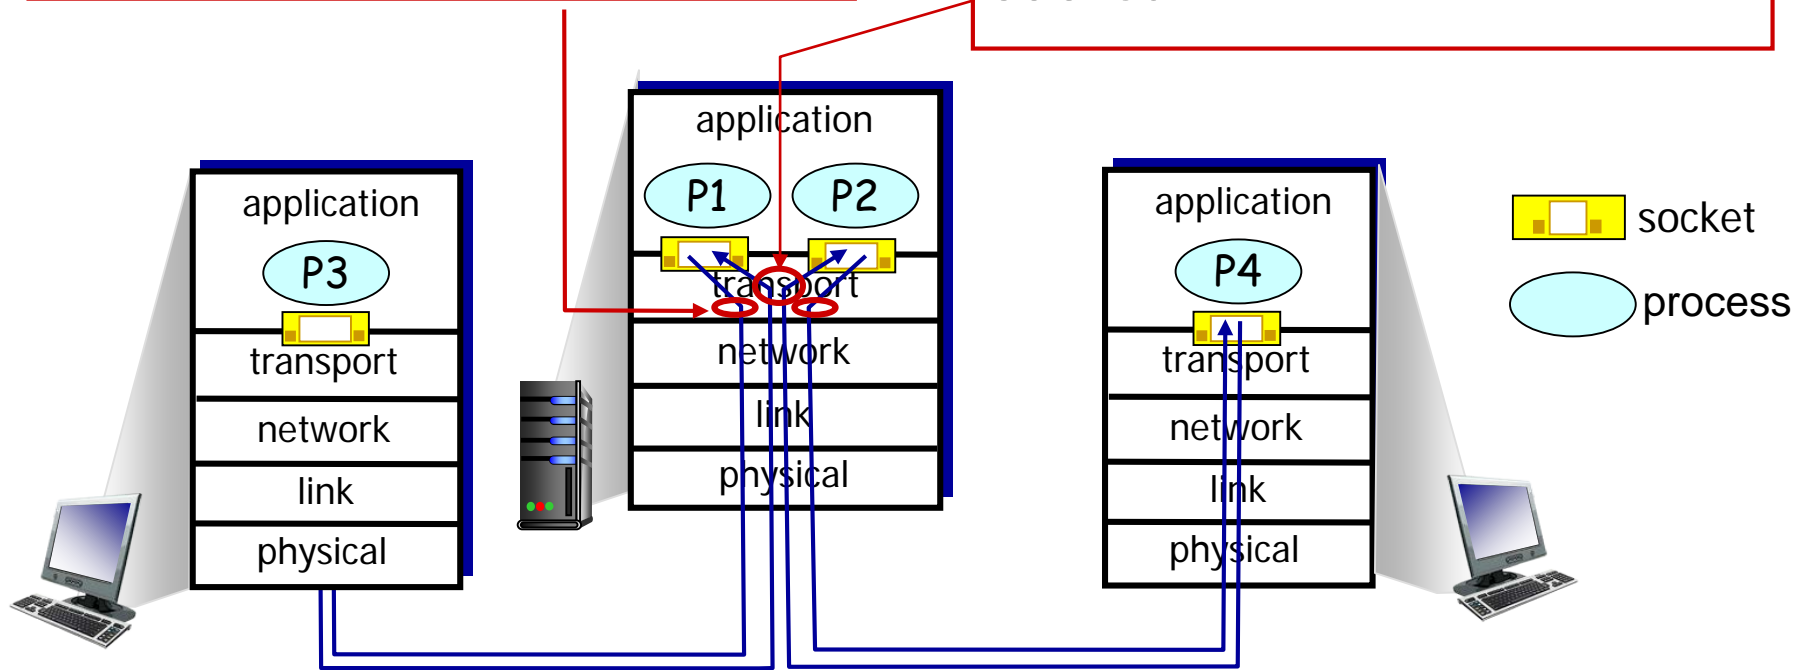 application
P1
P2
transport
network
link
physical
application
P3
transport
network
link
physical
application
P4
transport
network
link
physical
socket
process